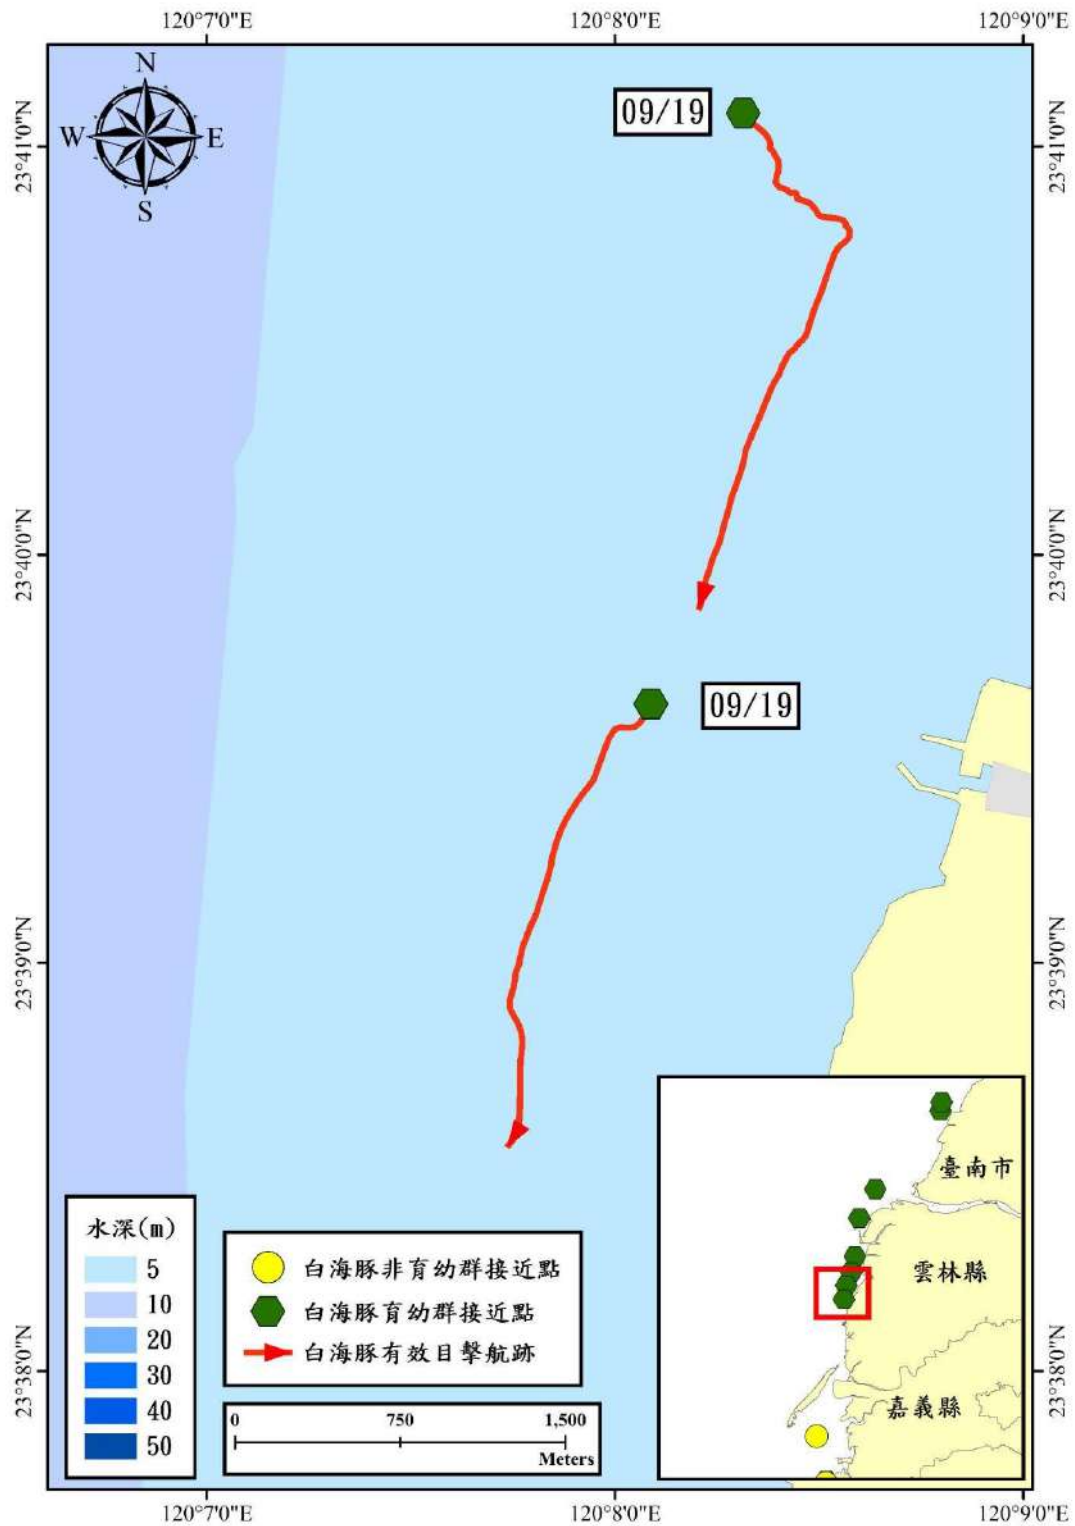 120°7'0"E
120°8'0"E
120°9'0"E
N
W
E
S
23°41'0"N
23°41'0"N
09/19
23°40'0"N
23°40'0"N
09/19
23°39'0"N
23°39'0"N
臺南市
雲林縣
嘉義縣
水深(m)
5
10
20
30
40
50
白海豚非育幼群接近點
白海豚育幼群接近點
白海豚有效目擊航跡
0
750
1,500
Meters
23°38'0"N
23°38'0"N
120°7'0"E
120°8'0"E
120°9'0"E